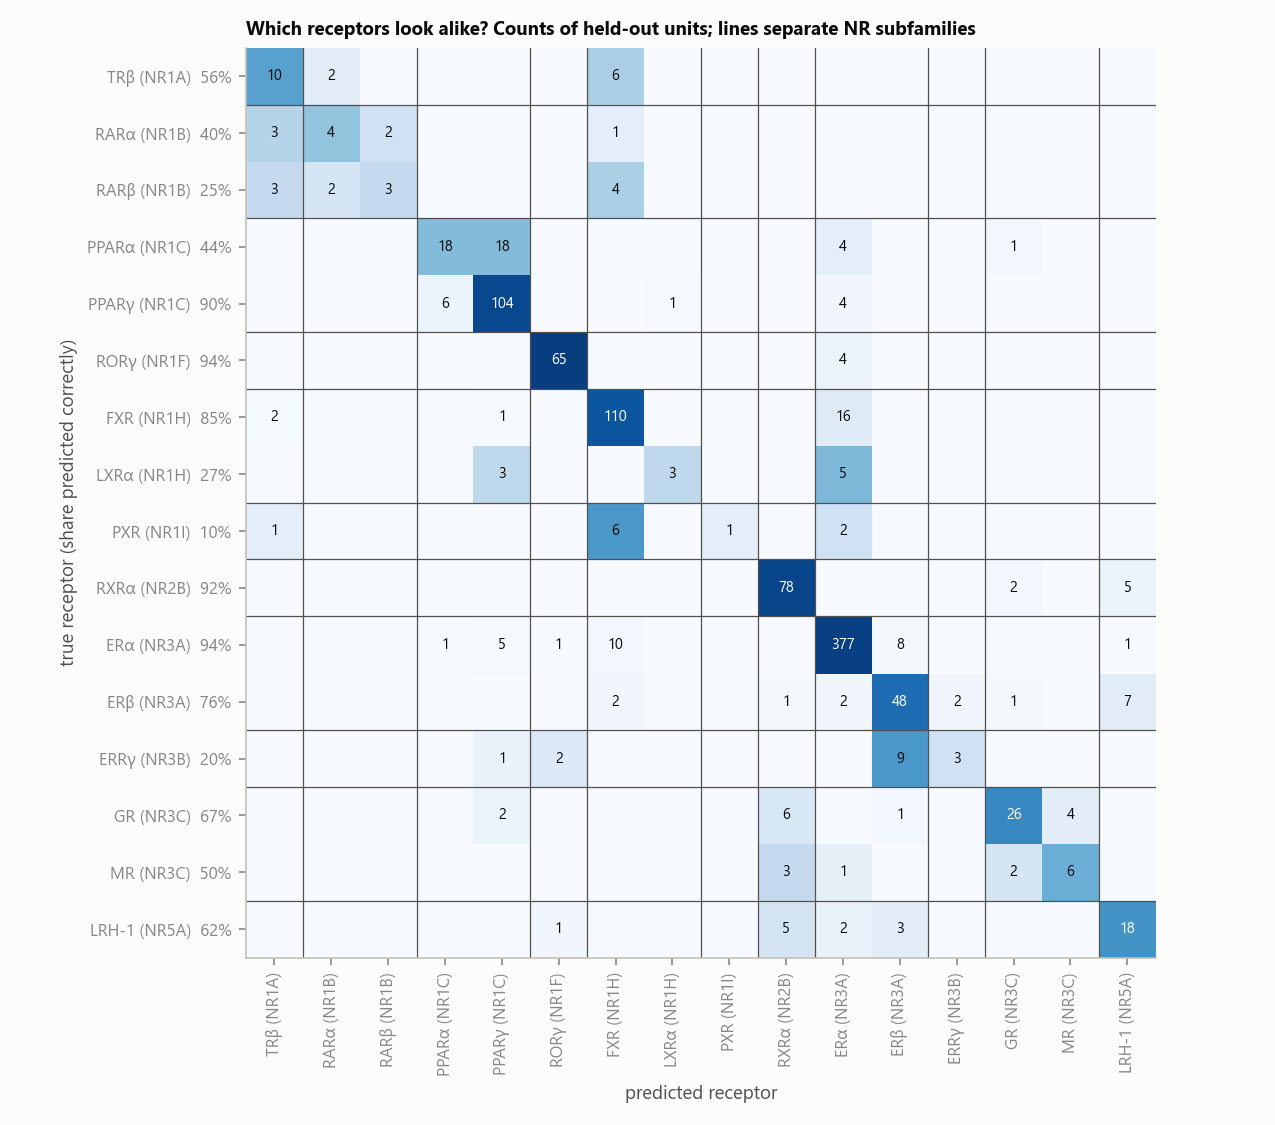 Which receptors look alike? Counts of held-out units; lines separate NR subfamilies
TRβ (NR1A) 56% 10 2 6
RARα (NR1B) 40% 3 4 2 1
RARβ (NR1B) 25% 3 2 3 4
PPARα (NR1C) 44% 18 18 4 1
PPARγ (NR1C) 90% 6 104 1 4
RORγ (NR1F) 94% 65 4
FXR (NR1H) 85% 2 1 110 16
LXRα (NR1H) 27% 3 3 5
PXR (NR1I) 10% 1 6 1 2
RXRα (NR2B) 92% 78 2 5
ERα (NR3A) 94% 1 5 1 10 377 8 1
ERβ (NR3A) 76% 2 1 2 48 2 1 7
ERRγ (NR3B) 20% 1 2 9 3
GR (NR3C) 67% 2 6 1 26 4
MR (NR3C) 50% 3 1 2 6
LRH-1 (NR5A) 62% 1 5 2 3 18
true receptor (share predicted correctly)
TRβ (NR1A)
RARα (NR1B)
RARβ (NR1B)
PPARα (NR1C)
PPARγ (NR1C)
RORγ (NR1F)
FXR (NR1H)
LXRα (NR1H)
PXR (NR1I)
RXRα (NR2B)
ERα (NR3A)
ERβ (NR3A)
ERRγ (NR3B)
GR (NR3C)
MR (NR3C)
LRH-1 (NR5A)
predicted receptor